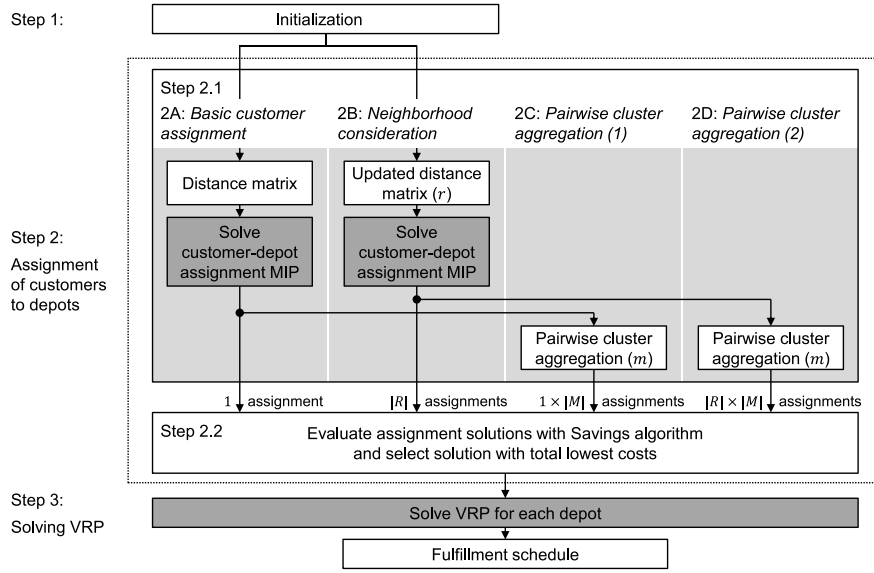 Step 1:
Initialization
Step 2.1
2A: Basic customer
assignment
2B: Neighborhood
consideration
2C: Pairwise cluster
aggregation (1)
2D: Pairwise cluster
aggregation (2)
Distance matrix
Updated distance
matrix (r)
Solve
customer-depot
assignment MIP
Solve
customer-depot
assignment MIP
Step 2:
Assignment
of customers
to depots
Pairwise cluster
aggregation (m)
Pairwise cluster
aggregation (m)
1 assignment
|R| assignments
1 × |M| assignments
|R| × |M| assignments
Step 2.2
Evaluate assignment solutions with Savings algorithm
and select solution with total lowest costs
Step 3:
Solving VRP
Solve VRP for each depot
Fulfillment schedule